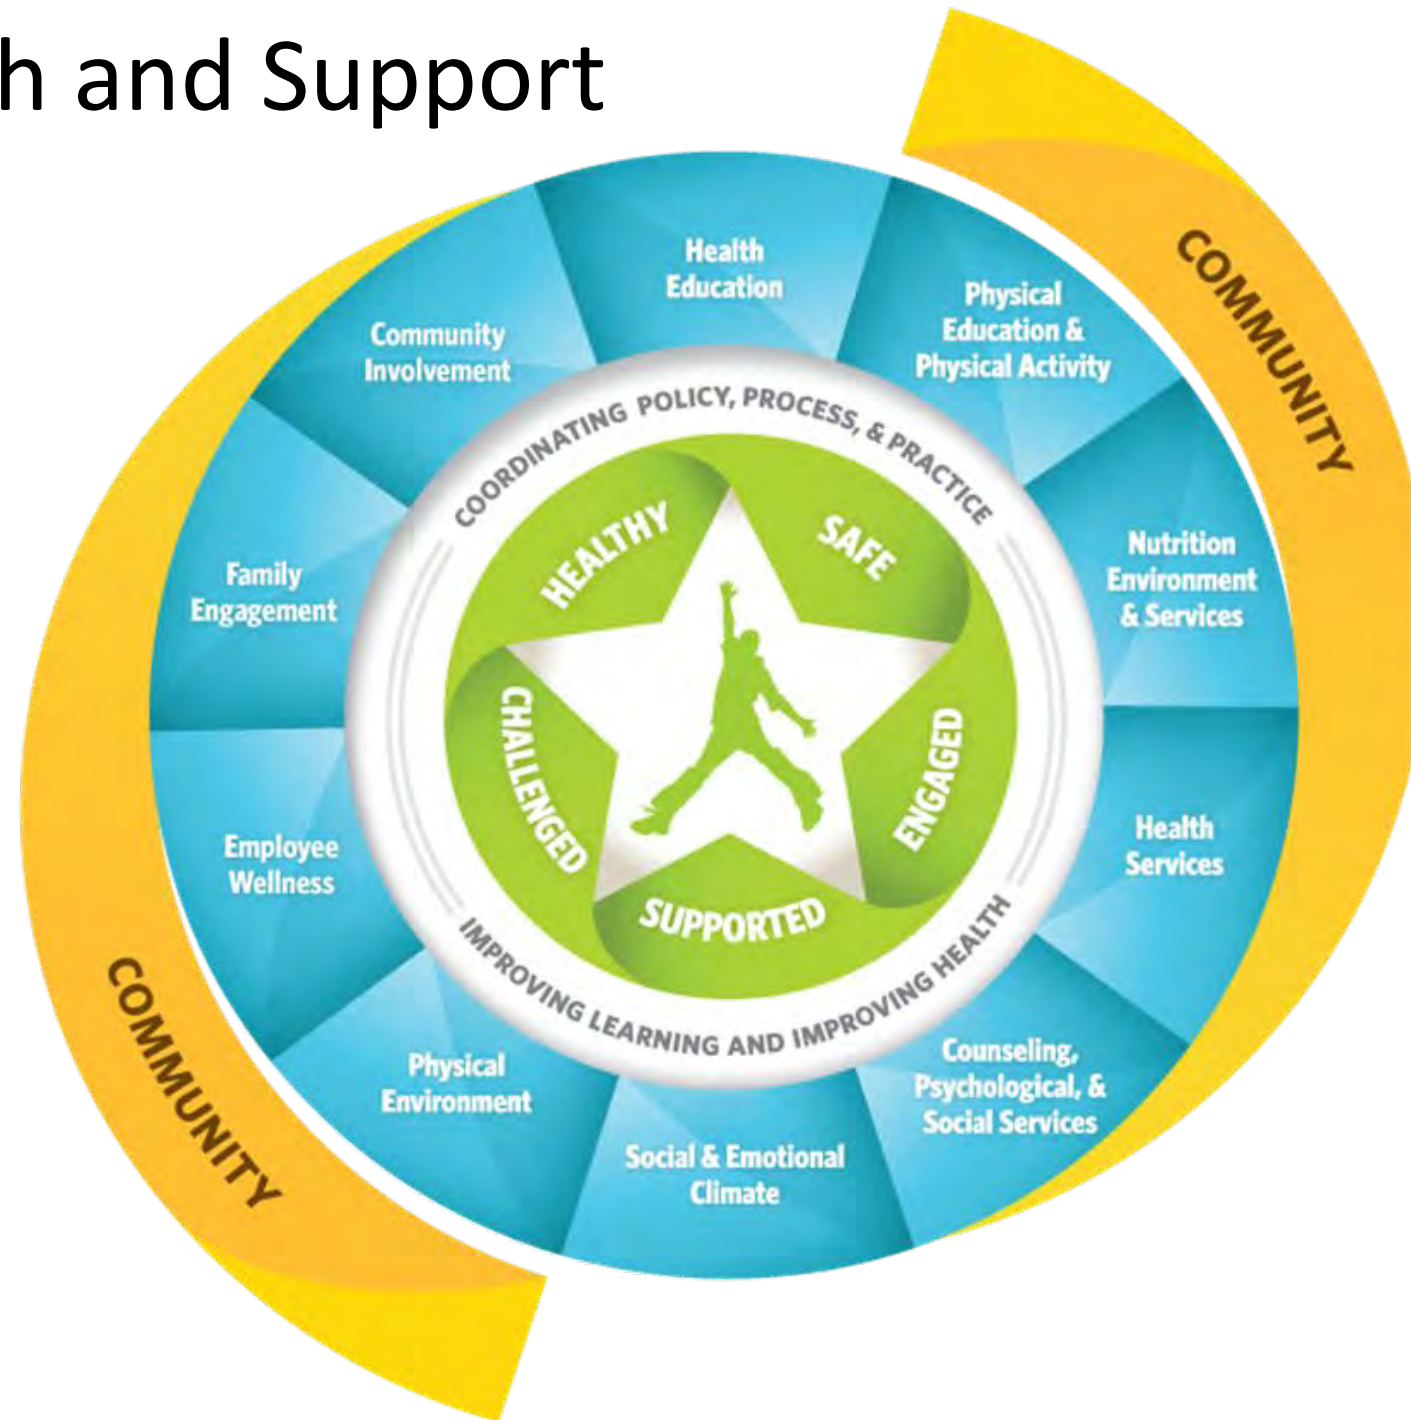 h and Support
COMMUNITY
Health
Education
Physical
Education &
Physical Activity
Nutrition
Environment
& Services
Health
Services
Counseling,
Psychological, &
Social Services
Social & Emotional
Climate
Physical
Environment
Employee
Wellness
Family
Engagement
Community
Involvement
COORDINATING POLICY, PROCESS, & PRACTICE
IMPROVING LEARNING AND IMPROVING HEALTH
HEALTHY
SAFE
ENGAGED
SUPPORTED
CHALLENGED
COMMUNITY